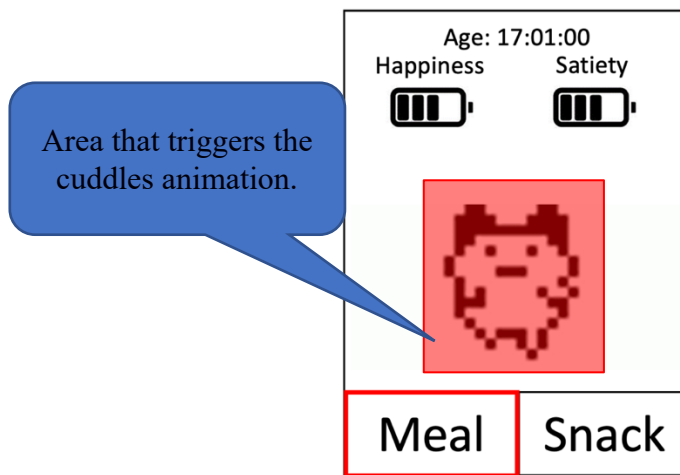 Age: 17:01:00
Happiness Satiety
Area that triggers the
cuddles animation.
Meal Snack